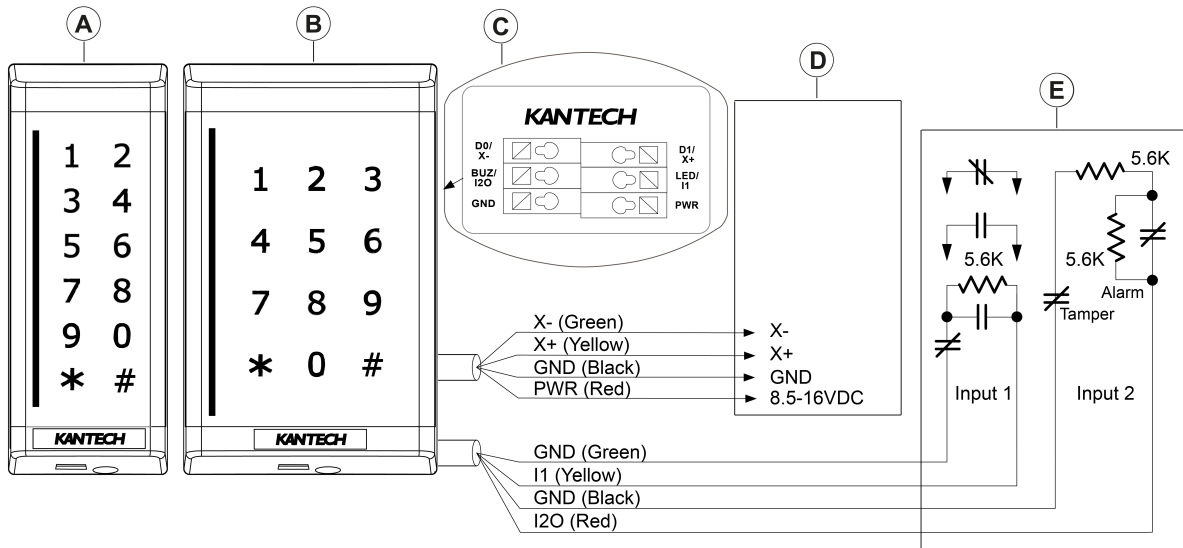 A
B
C
D
E
1 2
3 4
5 6
7 8
9 0
* #
KANTECH
1 2 3
4 5 6
7 8 9
* 0 #
KANTECH
KANTECH
D0/
X-
D1/
X+
BUZ/
I2O
LED/
I1
GND
PWR
X- (Green)
X+ (Yellow)
GND (Black)
PWR (Red)
X-
X+
GND
8.5-16VDC
GND (Green)
I1 (Yellow)
GND (Black)
I2O (Red)
5.6K
5.6K
5.6K
Alarm
Tamper
Input 1
Input 2